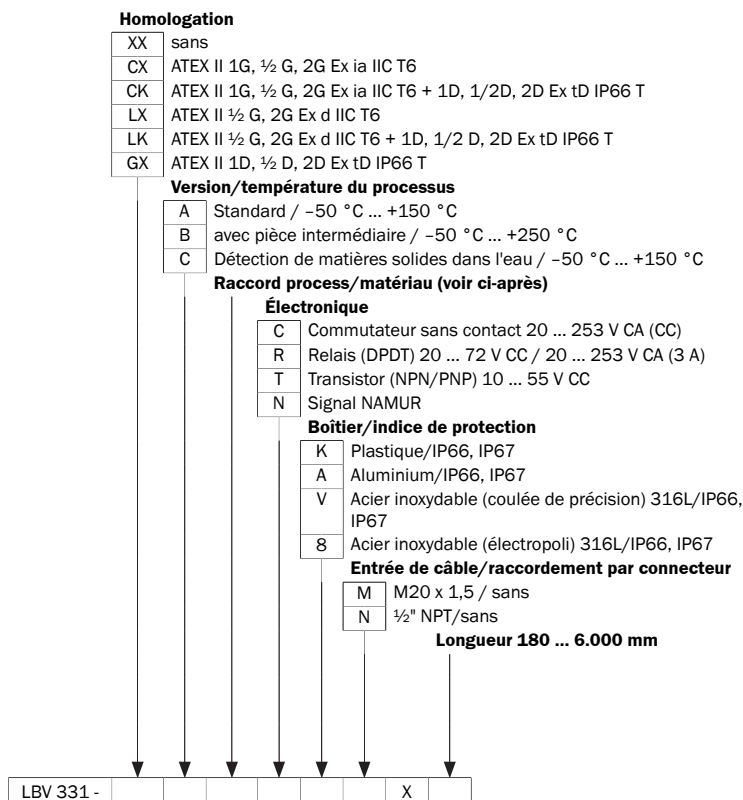 Homologation
XX sans
CX ATEX II 1G, ½ G, 2G Ex ia IIC T6
CK ATEX II 1G, ½ G, 2G Ex ia IIC T6 + 1D, 1/2D, 2D Ex tD IP66 T
LX ATEX II ½ G, 2G Ex d IIC T6
LK ATEX II ½ G, 2G Ex d IIC T6 + 1D, 1/2 D, 2D Ex tD IP66 T
GX ATEX II 1D, ½ D, 2D Ex tD IP66 T
Version/température du processus
A Standard / –50 °C ... +150 °C
B avec pièce intermédiaire / –50 °C ... +250 °C
C Détection de matières solides dans l'eau / –50 °C ... +150 °C
Raccord process/matériau (voir ci-après)
Électronique
C Commutateur sans contact 20 ... 253 V CA (CC)
R Relais (DPDT) 20 ... 72 V CC / 20 ... 253 V CA (3 A)
T Transistor (NPN/PNP) 10 ... 55 V CC
N Signal NAMUR
Boîtier/indice de protection
K Plastique/IP66, IP67
A Aluminium/IP66, IP67
V Acier inoxydable (coulée de précision) 316L/IP66,
IP67
8 Acier inoxydable (électropoli) 316L/IP66, IP67
Entrée de câble/raccordement par connecteur
M M20 x 1,5 / sans
N ½" NPT/sans
Longueur 180 ... 6.000 mm
LBV 331 - X